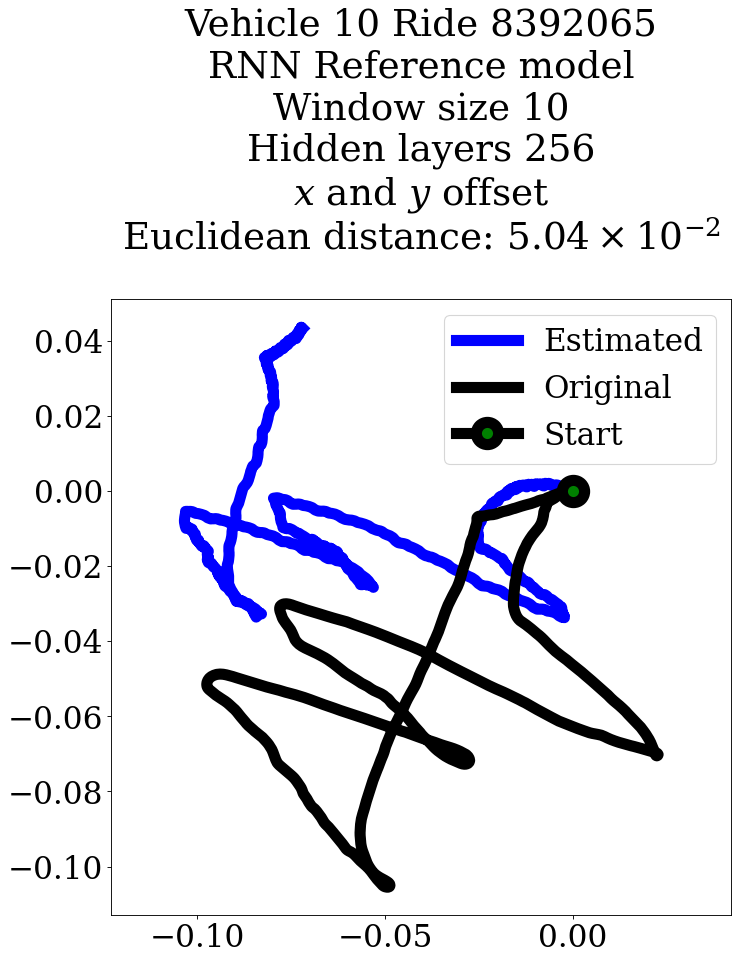 Vehicle 10 Ride 8392065
RNN Reference model
Window size 10
Hidden layers 256
x and y offset
Euclidean distance: 5.04 × 10⁻²
Estimated
Original
Start
0.04
0.02
0.00
−0.02
−0.04
−0.06
−0.08
−0.10
−0.10 −0.05 0.00